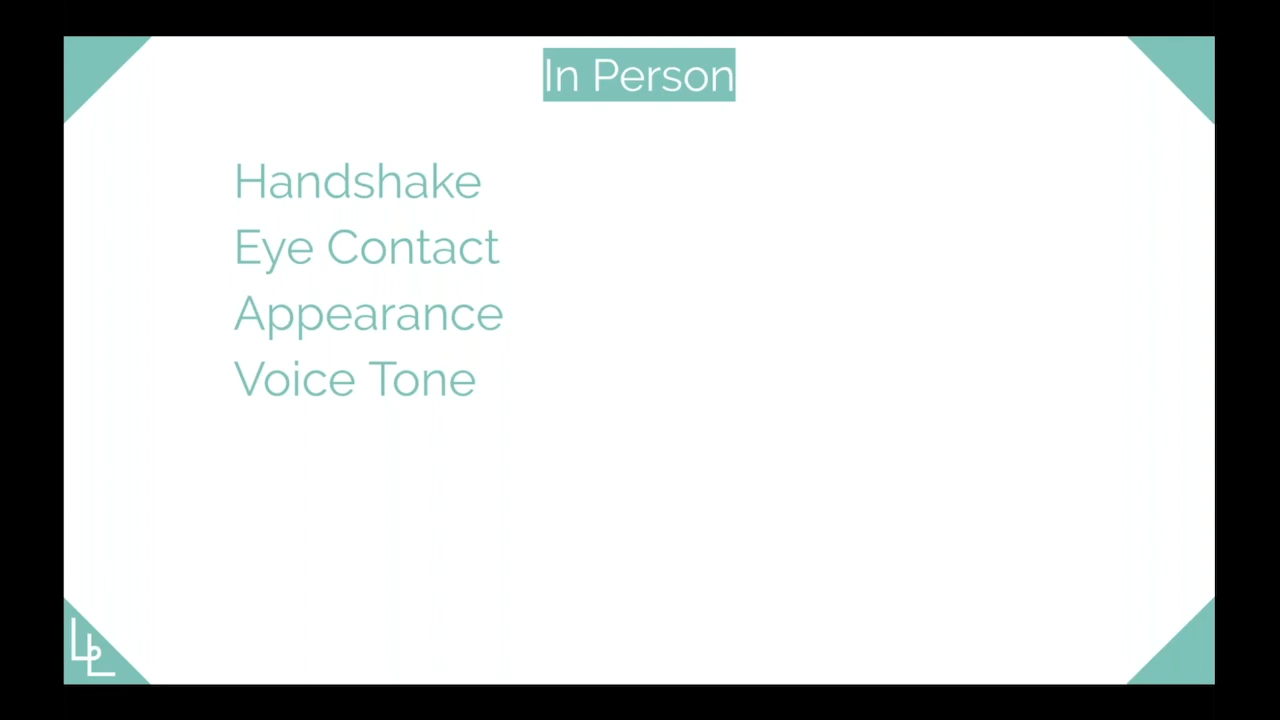 In Person
Handshake
Eye Contact
Appearance
Voice Tone